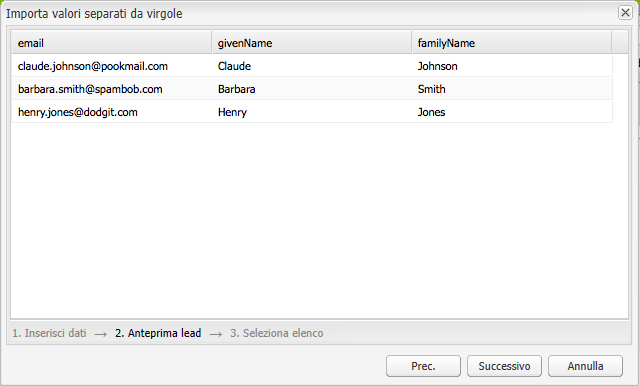 Importa valori separati da virgole
email givenName familyName
claude.johnson@pookmail.com Claude Johnson
barbara.smith@spambob.com Barbara Smith
henry.jones@dodgit.com Henry Jones
1. Inserisci dati → 2. Anteprima lead → 3. Seleziona elenco
Prec. Successivo Annulla